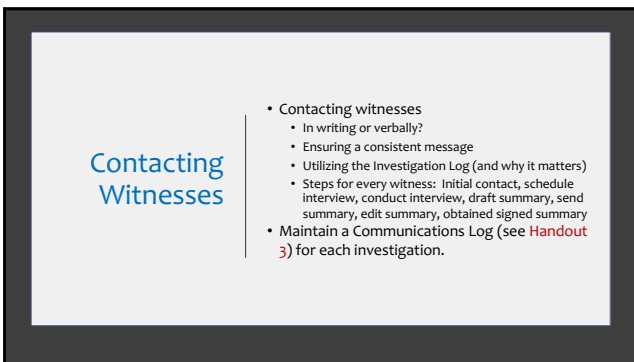 Contacting
Witnesses
• Contacting witnesses
• In writing or verbally?
• Ensuring a consistent message
• Utilizing the Investigation Log (and why it matters)
• Steps for every witness: Initial contact, schedule
interview, conduct interview, draft summary, send
summary, edit summary, obtained signed summary
• Maintain a Communications Log (see Handout
3) for each investigation.